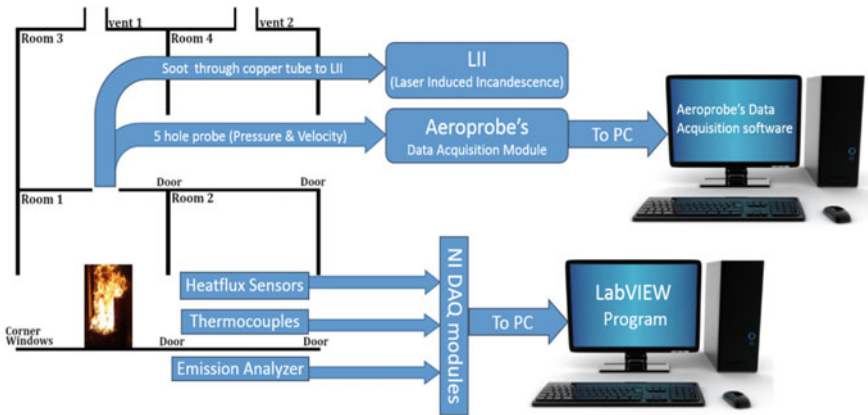 vent 1
vent 2
Room 3
Room 4
Soot through copper tube to LII
LII
(Laser Induced Incandescence)
5 hole probe (Pressure & Velocity)
Aeroprobe's
Data Acquisition Module
To PC
Aeroprobe's Data
Acquisition software
Door
Door
Room 1
Room 2
Heatflux Sensors
Thermocouples
Emission Analyzer
NI DAQ modules
To PC
LabVIEW
Program
Corner
Windows
Door
Door